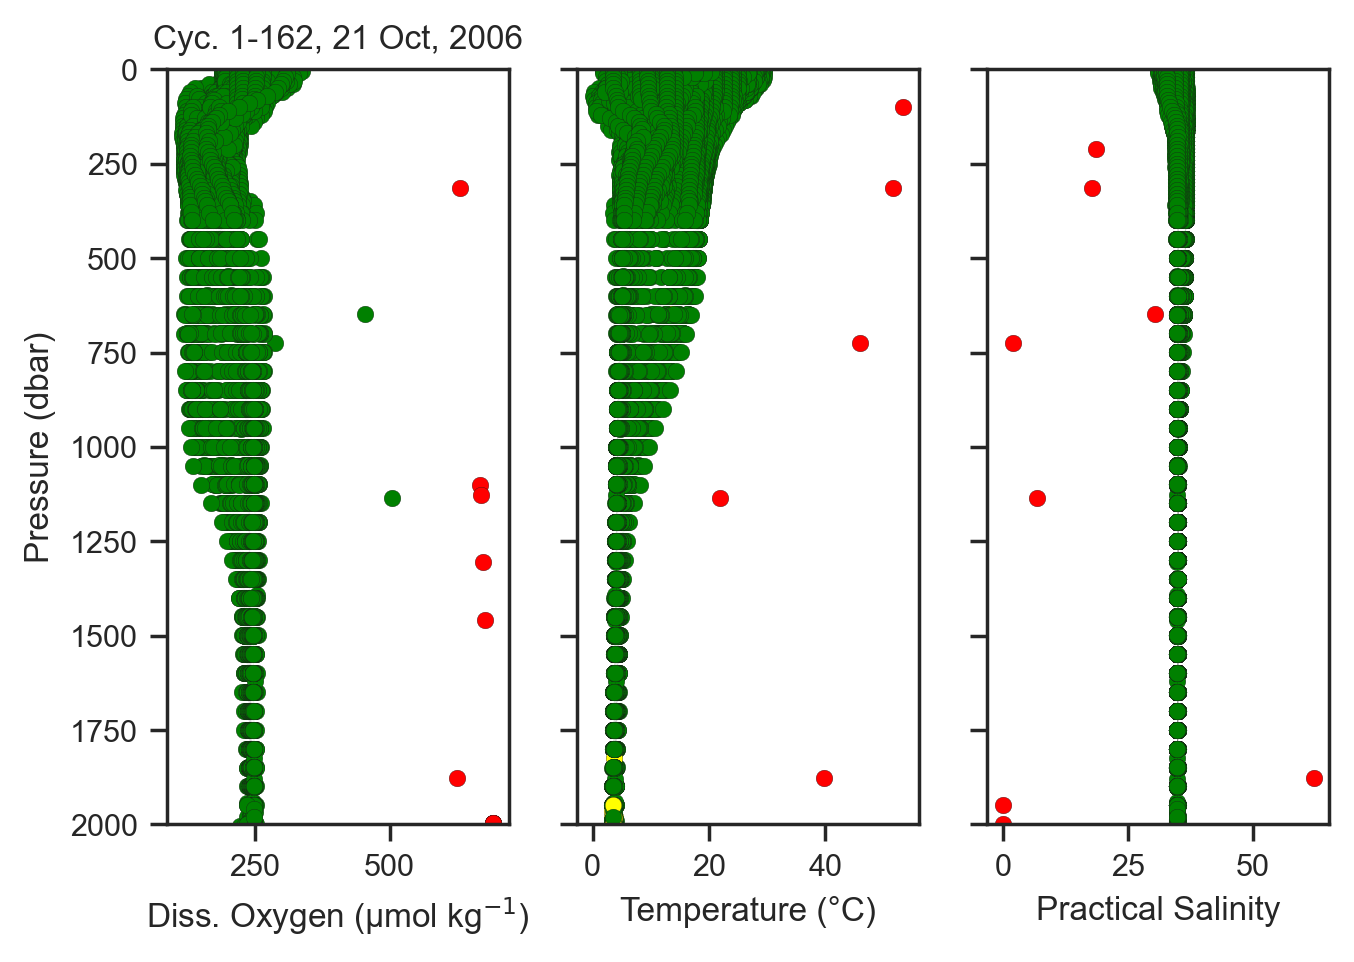 Cyc. 1-162, 21 Oct, 2006
0
250
500
750
1000
1250
1500
1750
2000
Pressure (dbar)
250 500
0 20 40
0 25 50
Diss. Oxygen (µmol kg⁻¹)
Temperature (°C)
Practical Salinity